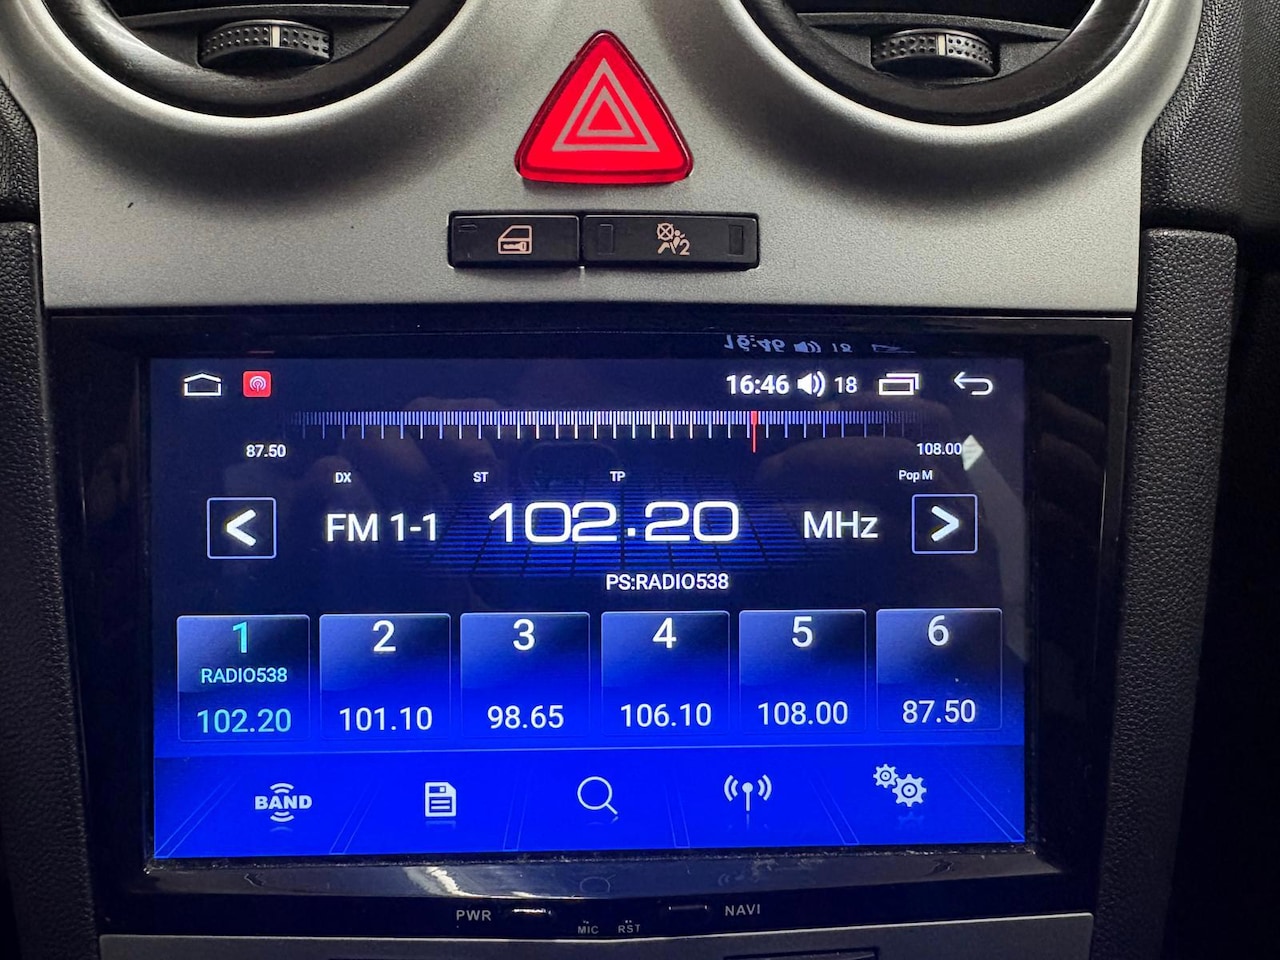 2
16:46 18
87.50 108.00
DX ST TP Pop M
< FM 1-1 102.20 MHz >
PS:RADIO538
1 2 3 4 5 6
RADIO538
102.20 101.10 98.65 106.10 108.00 87.50
BAND
PWR MIC RST NAVI